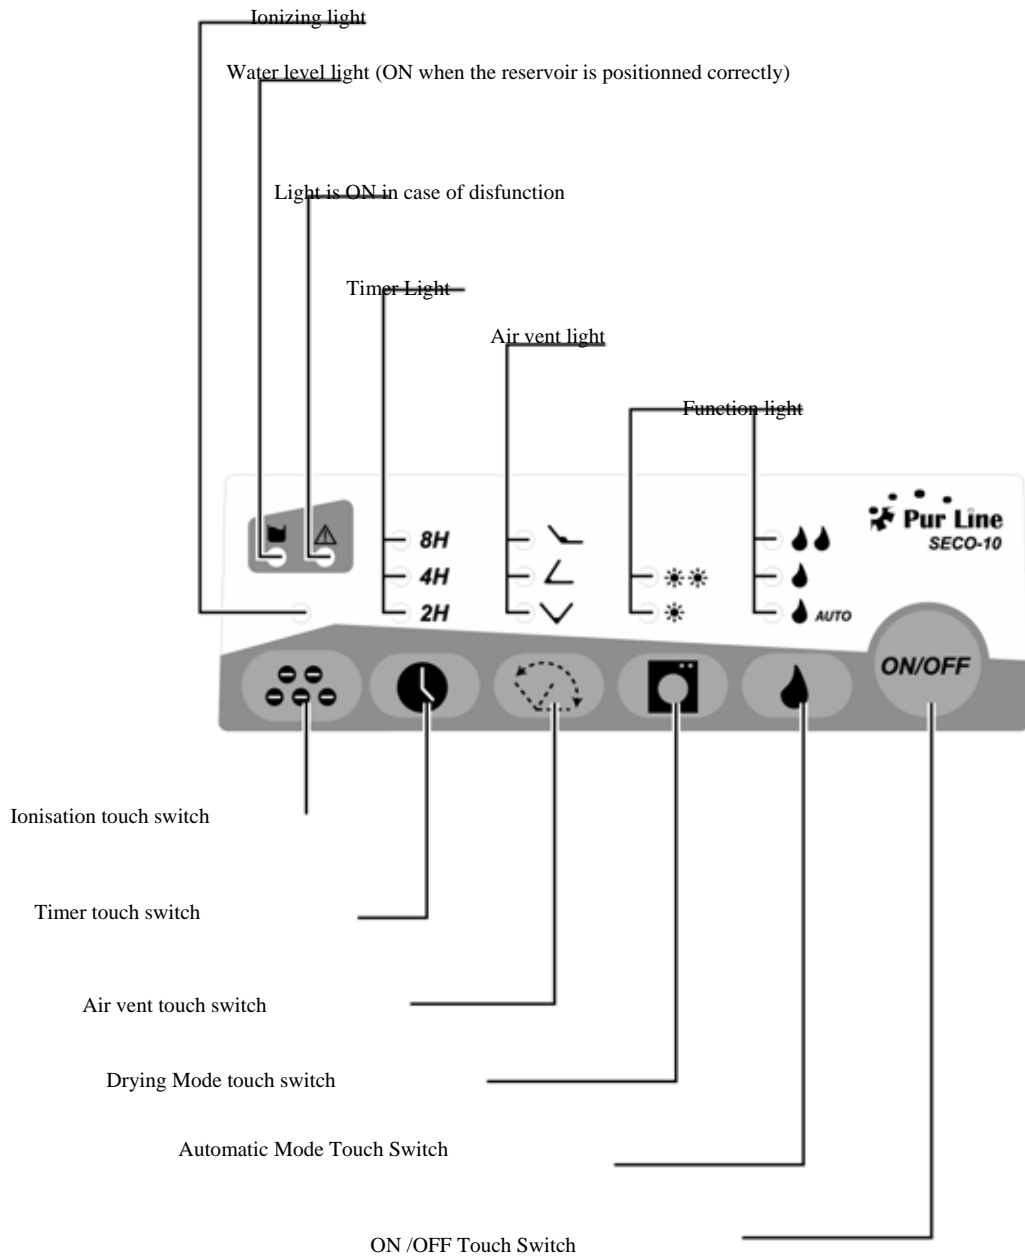 Ionizing light
Water level light (ON when the reservoir is positionned correctly)
Light is ON in case of disfunction
Timer Light
Air vent light
Function light
Pur Line
SECO-10
8H
4H
2H
AUTO
ON/OFF
Ionisation touch switch
Timer touch switch
Air vent touch switch
Drying Mode touch switch
Automatic Mode Touch Switch
ON /OFF Touch Switch